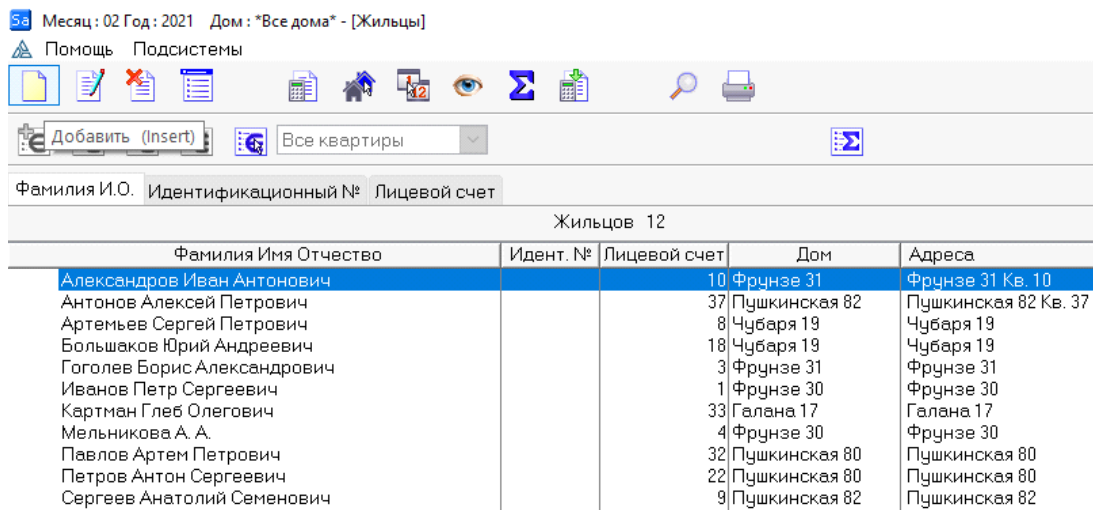 Sa Месяц : 02 Год : 2021 Дом : *Все дома* - [Жильцы]
Помощь Подсистемы
12
Добавить (Insert) Все квартиры
Фамилия И.О. Идентификационный № Лицевой счет
Жильцов 12
Фамилия Имя Отчество Идент. № Лицевой счет Дом Адреса
Александров Иван Антонович 10 Фрунзе 31 Фрунзе 31 Кв. 10
Антонов Алексей Петрович 37 Пушкинская 82 Пушкинская 82 Кв. 37
Артемьев Сергей Петрович 8 Чубаря 19 Чубаря 19
Большаков Юрий Андреевич 18 Чубаря 19 Чубаря 19
Гоголев Борис Александрович 3 Фрунзе 31 Фрунзе 31
Иванов Петр Сергеевич 1 Фрунзе 30 Фрунзе 30
Картман Глеб Олегович 33 Галана 17 Галана 17
Мельникова А. А. 4 Фрунзе 30 Фрунзе 30
Павлов Артем Петрович 32 Пушкинская 80 Пушкинская 80
Петров Антон Сергеевич 22 Пушкинская 80 Пушкинская 80
Сергеев Анатолий Семенович 9 Пушкинская 82 Пушкинская 82